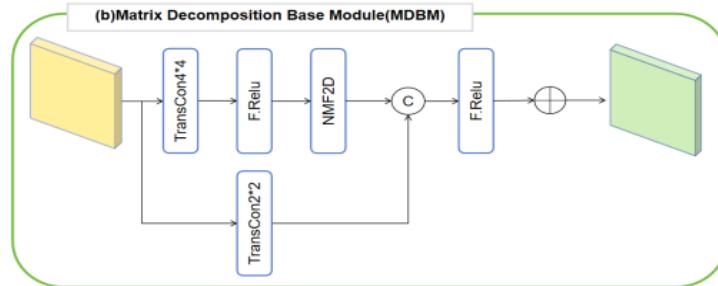 (b)Matrix Decomposition Base Module(MDBM)
TransCon4*4
F.Relu
NMF2D
C
F.Relu
TransCon2*2